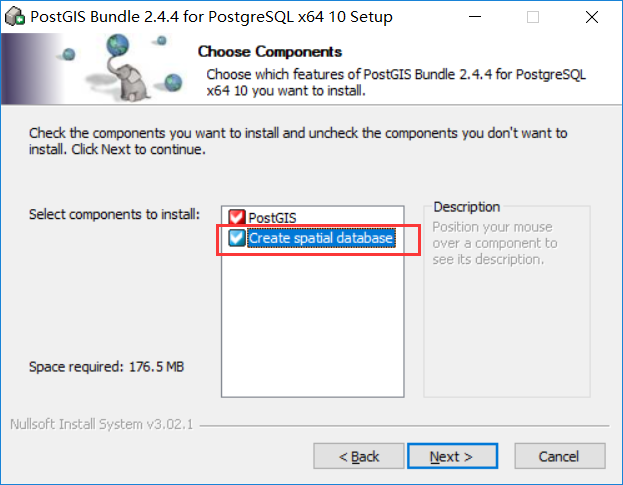 PostGIS Bundle 2.4.4 for PostgreSQL x64 10 Setup
Choose Components
Choose which features of PostGIS Bundle 2.4.4 for PostgreSQL
x64 10 you want to install.
Check the components you want to install and uncheck the components you don't want to
install. Click Next to continue.
Select components to install:
PostGIS
Create spatial database
Description
Position your mouse
over a component to
see its description.
Space required: 176.5 MB
Nullsoft Install System v3.02.1
< Back
Next >
Cancel